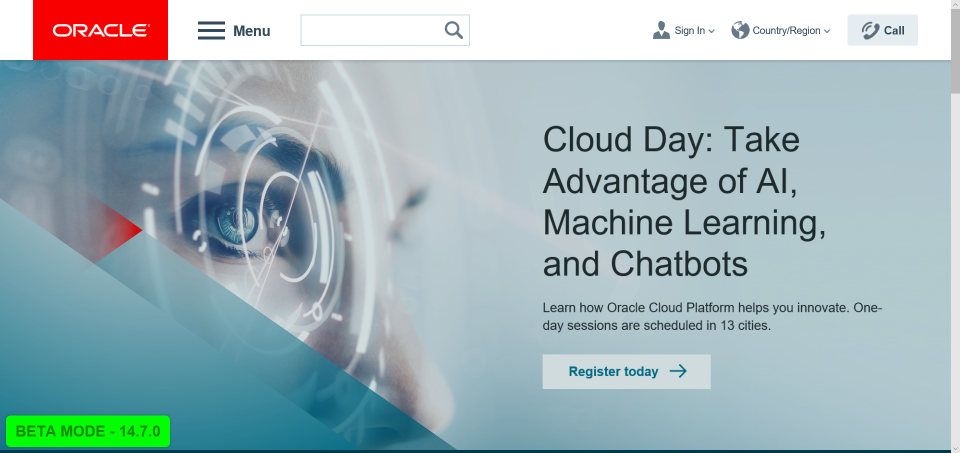 ORACLE
Menu
Sign In
Country/Region
Call
Cloud Day: Take
Advantage of AI,
Machine Learning,
and Chatbots
Learn how Oracle Cloud Platform helps you innovate. One-
day sessions are scheduled in 13 cities.
Register today
BETA MODE - 14.7.0